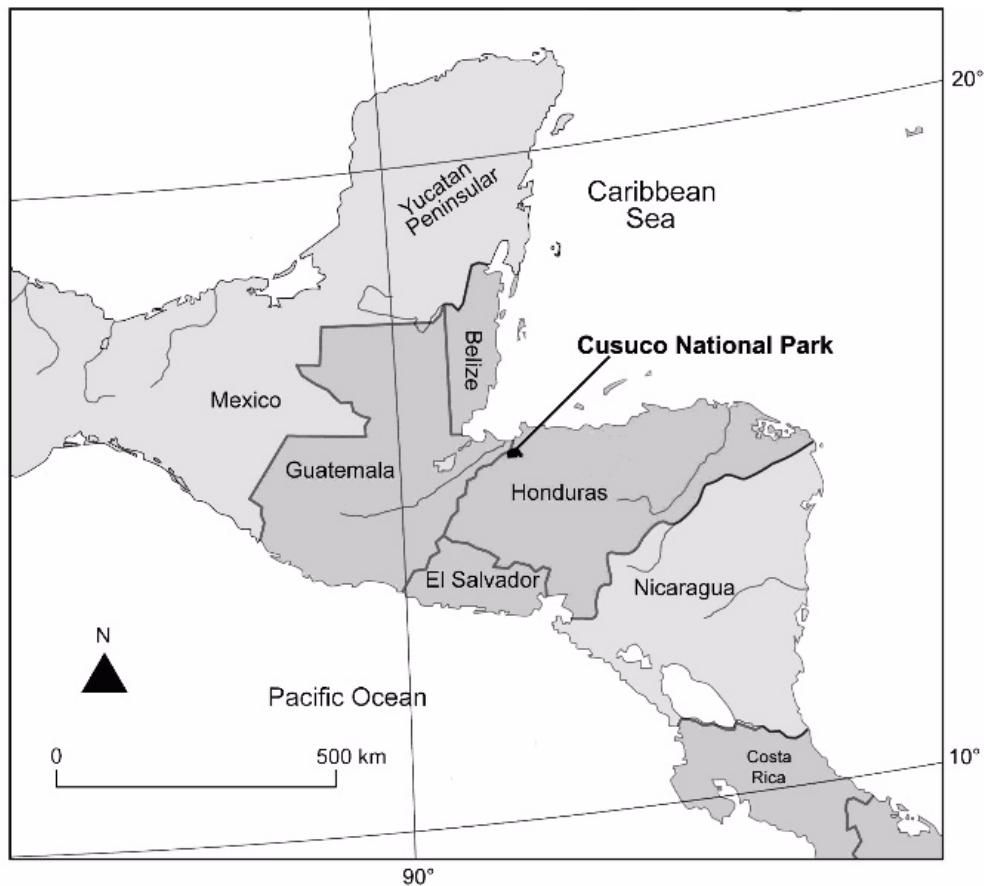 20°
Yucatan
Peninsular
Caribbean
Sea
Cusuco National Park
Belize
Mexico
Guatemala
Honduras
El Salvador
Nicaragua
N
Pacific Ocean
0 500 km
Costa
Rica
10°
90°